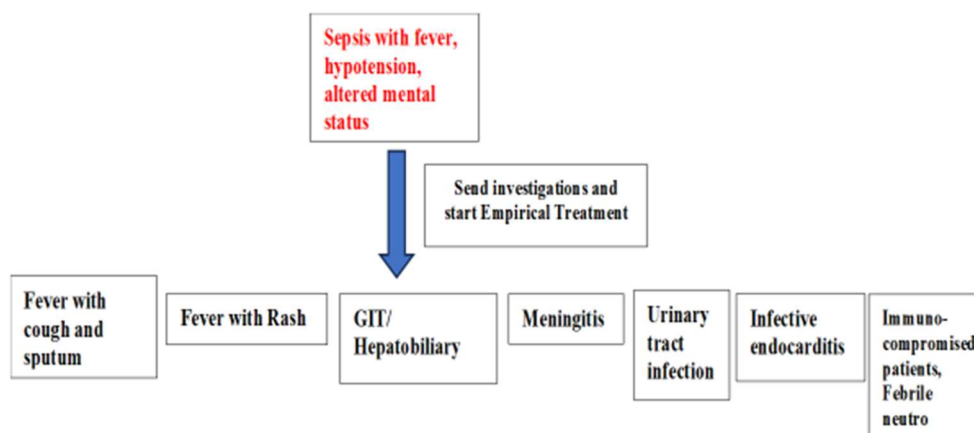 Sepsis with fever,
hypotension,
altered mental
status
Send investigations and
start Empirical Treatment
Fever with
cough and
sputum
Fever with Rash
GIT/
Hepatobiliary
Meningitis
Urinary
tract
infection
Infective
endocarditis
Immuno-
compromised
patients,
Febrile
neutro